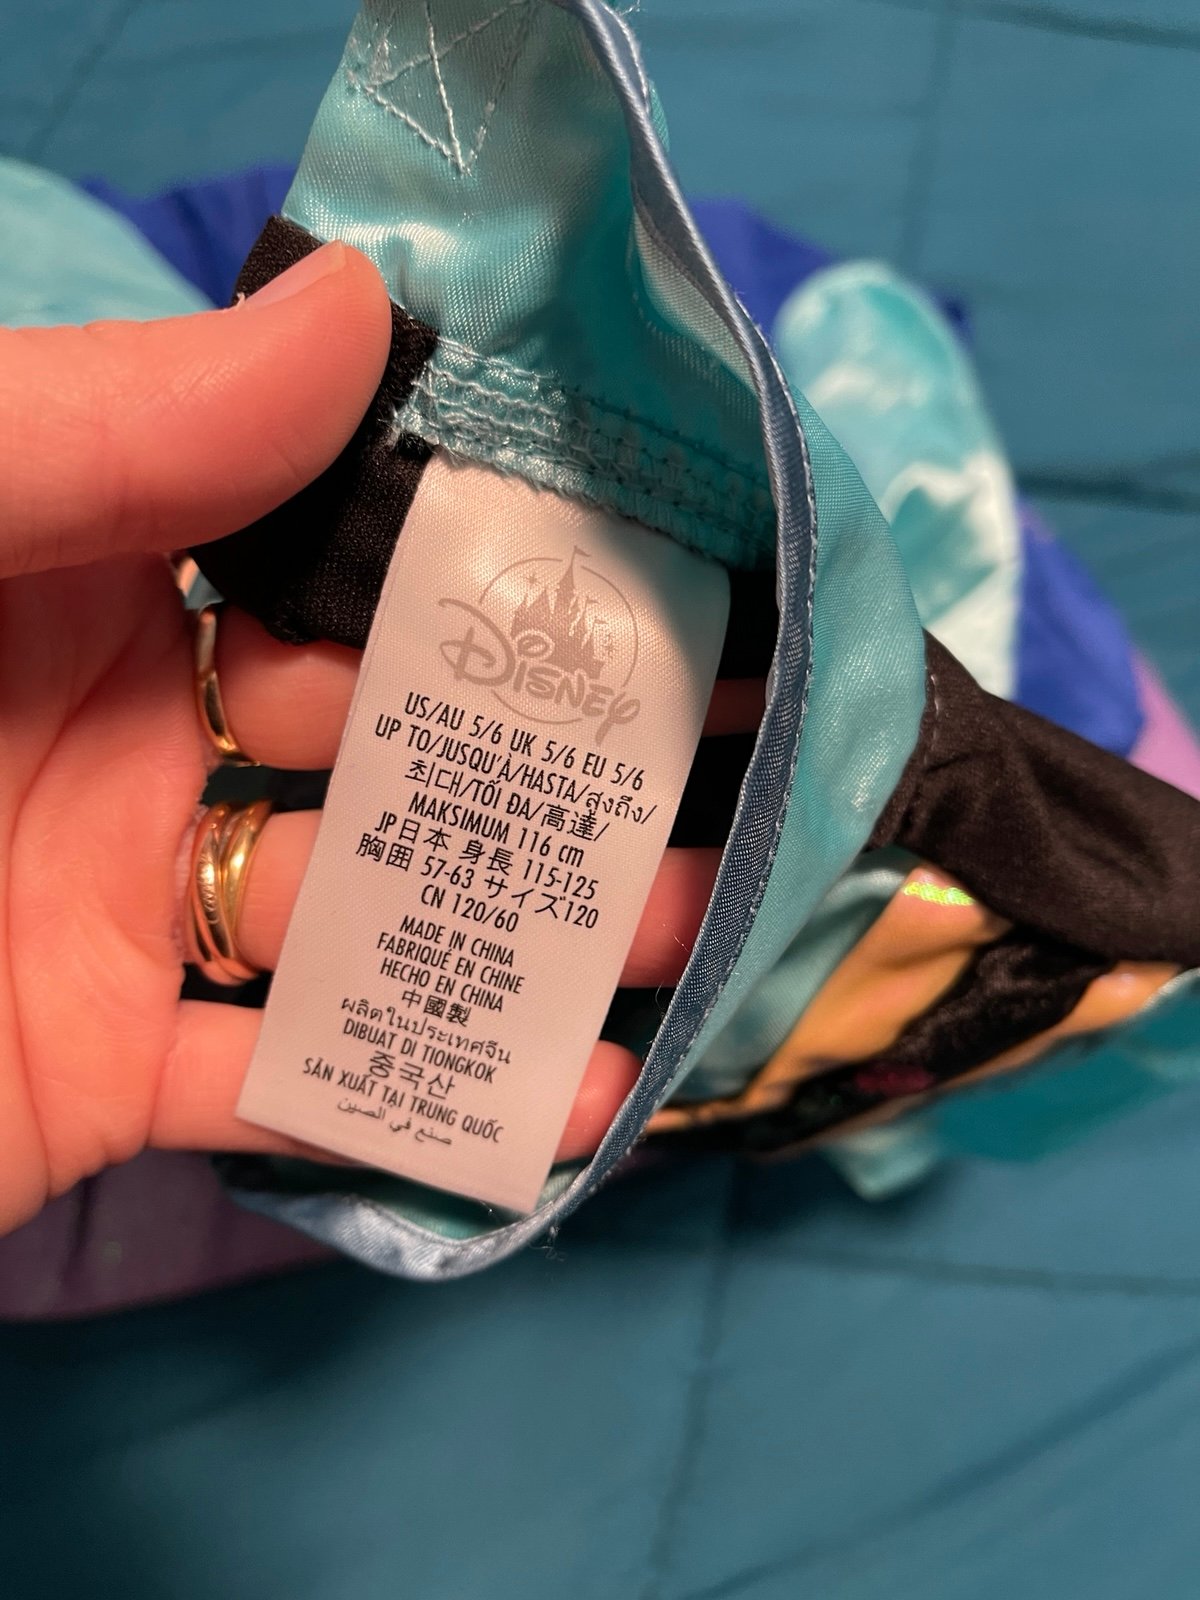 Disney
US/AU 5/6 UK 5/6 EU 5/6
UP TO/JUSQU'À/HASTA/สูงถึง/
최대/TỐI ĐA/高達/
MAKSIMUM 116 cm
JP日本 身長 115-125
胸囲 57-63 サイズ120
CN 120/60
MADE IN CHINA
FABRIQUÉ EN CHINE
HECHO EN CHINA
中國製
ผลิตในประเทศจีน
DIBUAT DI TIONGKOK
중국산
SẢN XUẤT TẠI TRUNG QUỐC
صنع في الصين